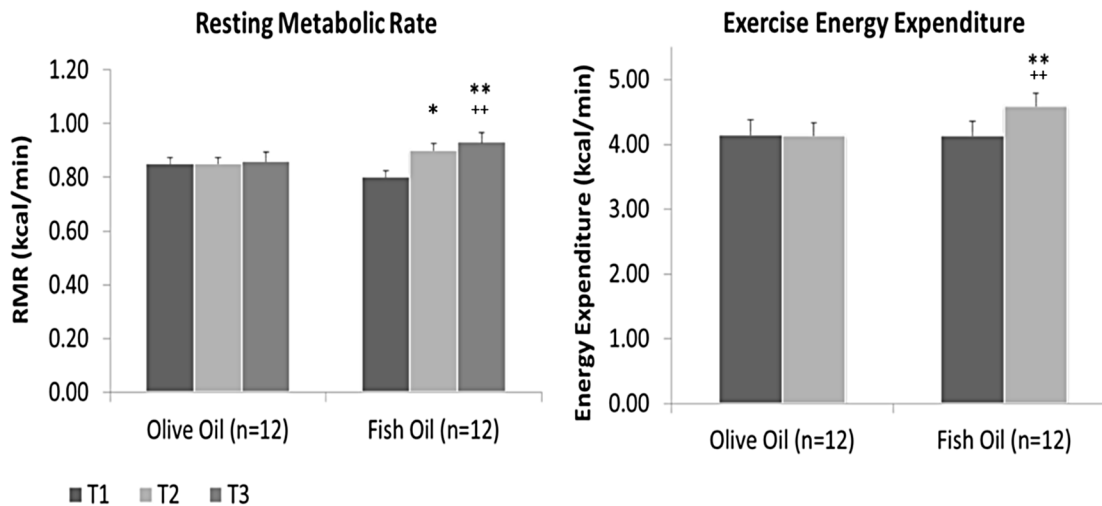 Resting Metabolic Rate
RMR (kcal/min)
1.20
1.00
0.80
0.60
0.40
0.20
0.00
*
**
++
Olive Oil (n=12)
Fish Oil (n=12)
T1
T2
T3
Exercise Energy Expenditure
Energy Expenditure (kcal/min)
5.00
4.00
3.00
2.00
1.00
0.00
**
++
Olive Oil (n=12)
Fish Oil (n=12)